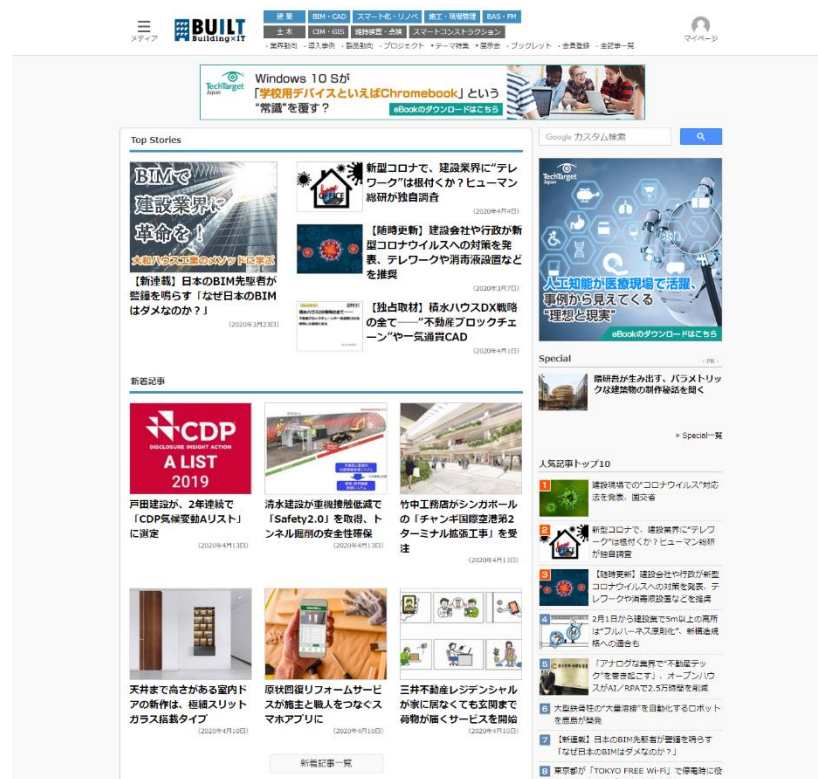 メディア
BUILT
Building×IT
建築 BIM・CAD スマート化・リノベ 施工・現場管理 BAS・FM
土木 CIM・GIS 維持検査・点検 スマートコンストラクション
・業界動向 ・導入事例 ・製品動向 ・プロジェクト ▼テーマ特集 ▼展示会 ・ブックレット ・会員登録 ・全記事一覧
マイページ
TechTarget
Japan
Windows 10 Sが
「学校用デバイスといえばChromebook」という
“常識”を覆す?
eBookのダウンロードはこちら
Top Stories
BIMで
建設業界に
革命を!
大和ハウス工業のメソッドに学ぶ
【新連載】日本のBIM先駆者が
警鐘を鳴らす「なぜ日本のBIM
はダメなのか?」
(2020年3月23日)
OFFICE
新型コロナで、建設業界に“テレ
ワーク”は根付くか?ヒューマン
総研が独自調査
(2020年4月4日)
【随時更新】建設会社や行政が新
型コロナウイルスへの対策を発
表、テレワークや消毒液設置など
を推奨
(2020年3月7日)
【独占取材】積水ハウスDX戦略
の全て――“不動産ブロックチェ
ーン”や一気通貫CAD
(2020年4月1日)
新着記事
CDP
DISCLOSURE INSIGHT ACTION
A LIST
2019
戸田建設が、2年連続で
「CDP気候変動Aリスト」
に選定
(2020年4月13日)
清水建設が重機接触低減で
「Safety2.0」を取得、ト
ンネル掘削の安全性確保
(2020年4月13日)
竹中工務店がシンガポール
の「チャンギ国際空港第2
ターミナル拡張工事」を受
注
(2020年4月13日)
天井まで高さがある室内ド
アの新作は、極細スリット
ガラス搭載タイプ
(2020年4月10日)
原状回復リフォームサービ
スが施主と職人をつなぐス
マホアプリに
(2020年4月10日)
三井不動産レジデンシャル
が家に居なくても玄関まで
荷物が届くサービスを開始
(2020年4月10日)
新着記事一覧
Google カスタム検索
TechTarget
Japan
人工知能が医療現場で活躍、
事例から見えてくる
“理想と現実”
eBookのダウンロードはこちら
Special
- PR -
隈研吾が生み出す、パラメトリッ
クな建築物の制作秘話を聞く
» Special一覧
人気記事トップ10
1
建設現場での“コロナウイルス”対応
法を発表、国交省
2
新型コロナで、建設業界に“テレワ
ーク”は根付くか?ヒューマン総研
が独自調査
3
【随時更新】建設会社や行政が新型
コロナウイルスへの対策を発表、テ
レワークや消毒液設置などを推奨
4
2月1日から建設業で5m以上の高所
は“フルハーネス原則化”、新構造規
格への適合も
5
「アナログな業界で“不動産テッ
ク”を巻き起こす」、オープンハウ
スがAI/RPAで2.5万時間を削減
6 大型鉄骨柱の“大量溶接”を自動化するロボット
を鹿島が開発
7 【新連載】日本のBIM先駆者が警鐘を鳴らす
「なぜ日本のBIMはダメなのか?」
8 東京都が「TOKYO FREE Wi-Fi」で停電時に役